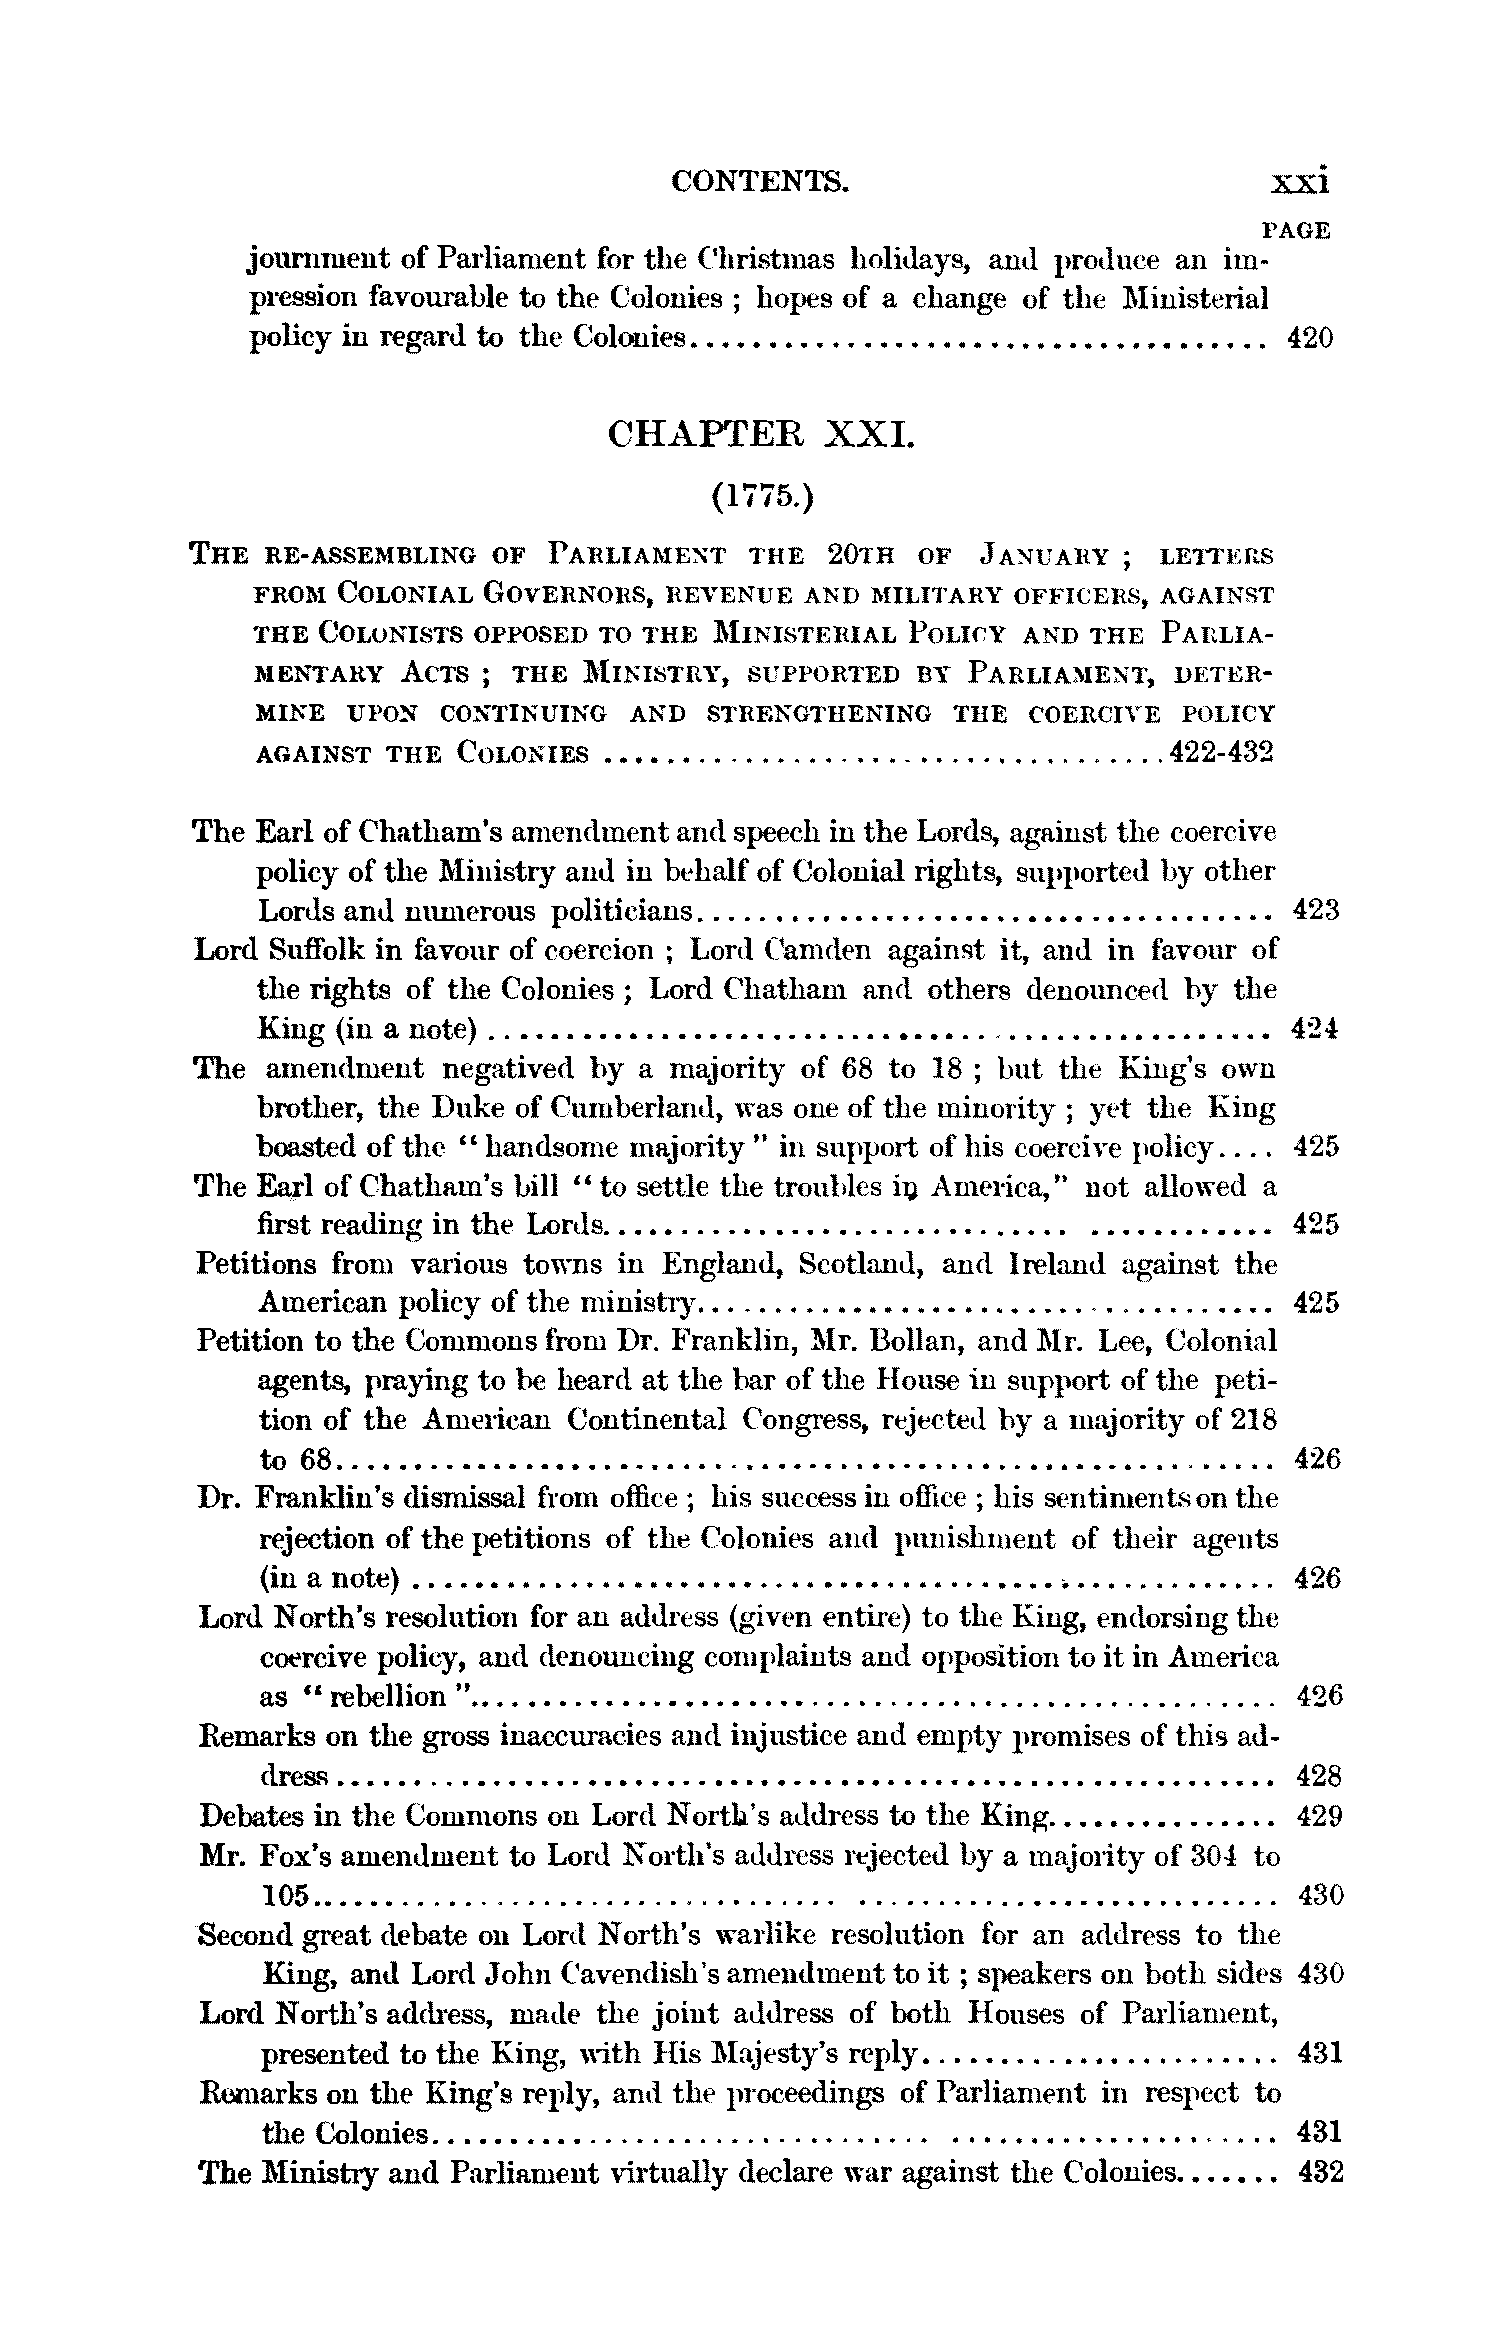 CONTENTS. xxi
PAGE
journment of Parliament for the Christmas holidays, and produce an im-
pression favourable to the Colonies ; hopes of a change of the Ministerial
policy in regard to the Colonies..................................... 420
CHAPTER XXI.
(1775.)
THE RE-ASSEMBLING OF PARLIAMENT THE 20TH OF JANUARY ; LETTERS
FROM COLONIAL GOVERNORS, REVENUE AND MILITARY OFFICERS, AGAINST
THE COLONISTS OPPOSED TO THE MINISTERIAL POLICY AND THE PARLIA-
MENTARY ACTS ; THE MINISTRY, SUPPORTED BY PARLIAMENT, DETER-
MINE UPON CONTINUING AND STRENGTHENING THE COERCIVE POLICY
AGAINST THE COLONIES ....................................422-432
The Earl of Chatham's amendment and speech in the Lords, against the coercive
policy of the Ministry and in behalf of Colonial rights, supported by other
Lords and numerous politicians..................................... 423
Lord Suffolk in favour of coercion ; Lord Camden against it, and in favour of
the rights of the Colonies ; Lord Chatham and others denounced by the
King (in a note) .................................................. 424
The amendment negatived by a majority of 68 to 18 ; but the King's own
brother, the Duke of Cumberland, was one of the minority ; yet the King
boasted of the “ handsome majority ” in support of his coercive policy.... 425
The Earl of Chatham's bill “ to settle the troubles in America,” not allowed a
first reading in the Lords.............................. ............ 425
Petitions from various towns in England, Scotland, and Ireland against the
American policy of the ministry..................................... 425
Petition to the Commons from Dr. Franklin, Mr. Bollan, and Mr. Lee, Colonial
agents, praying to be heard at the bar of the House in support of the peti-
tion of the American Continental Congress, rejected by a majority of 218
to 68............................................................ 426
Dr. Franklin's dismissal from office ; his success in office ; his sentiments on the
rejection of the petitions of the Colonies and punishment of their agents
(in a note) ....................................................... 426
Lord North's resolution for an address (given entire) to the King, endorsing the
coercive policy, and denouncing complaints and opposition to it in America
as “ rebellion ”.................................................... 426
Remarks on the gross inaccuracies and injustice and empty promises of this ad-
dress ............................................................ 428
Debates in the Commons on Lord North's address to the King............... 429
Mr. Fox's amendment to Lord North's address rejected by a majority of 304 to
105................................. ........................... 430
Second great debate on Lord North's warlike resolution for an address to the
King, and Lord John Cavendish's amendment to it ; speakers on both sides 430
Lord North's address, made the joint address of both Houses of Parliament,
presented to the King, with His Majesty's reply....................... 431
Remarks on the King's reply, and the proceedings of Parliament in respect to
the Colonies................................ ..................... 431
The Ministry and Parliament virtually declare war against the Colonies....... 432